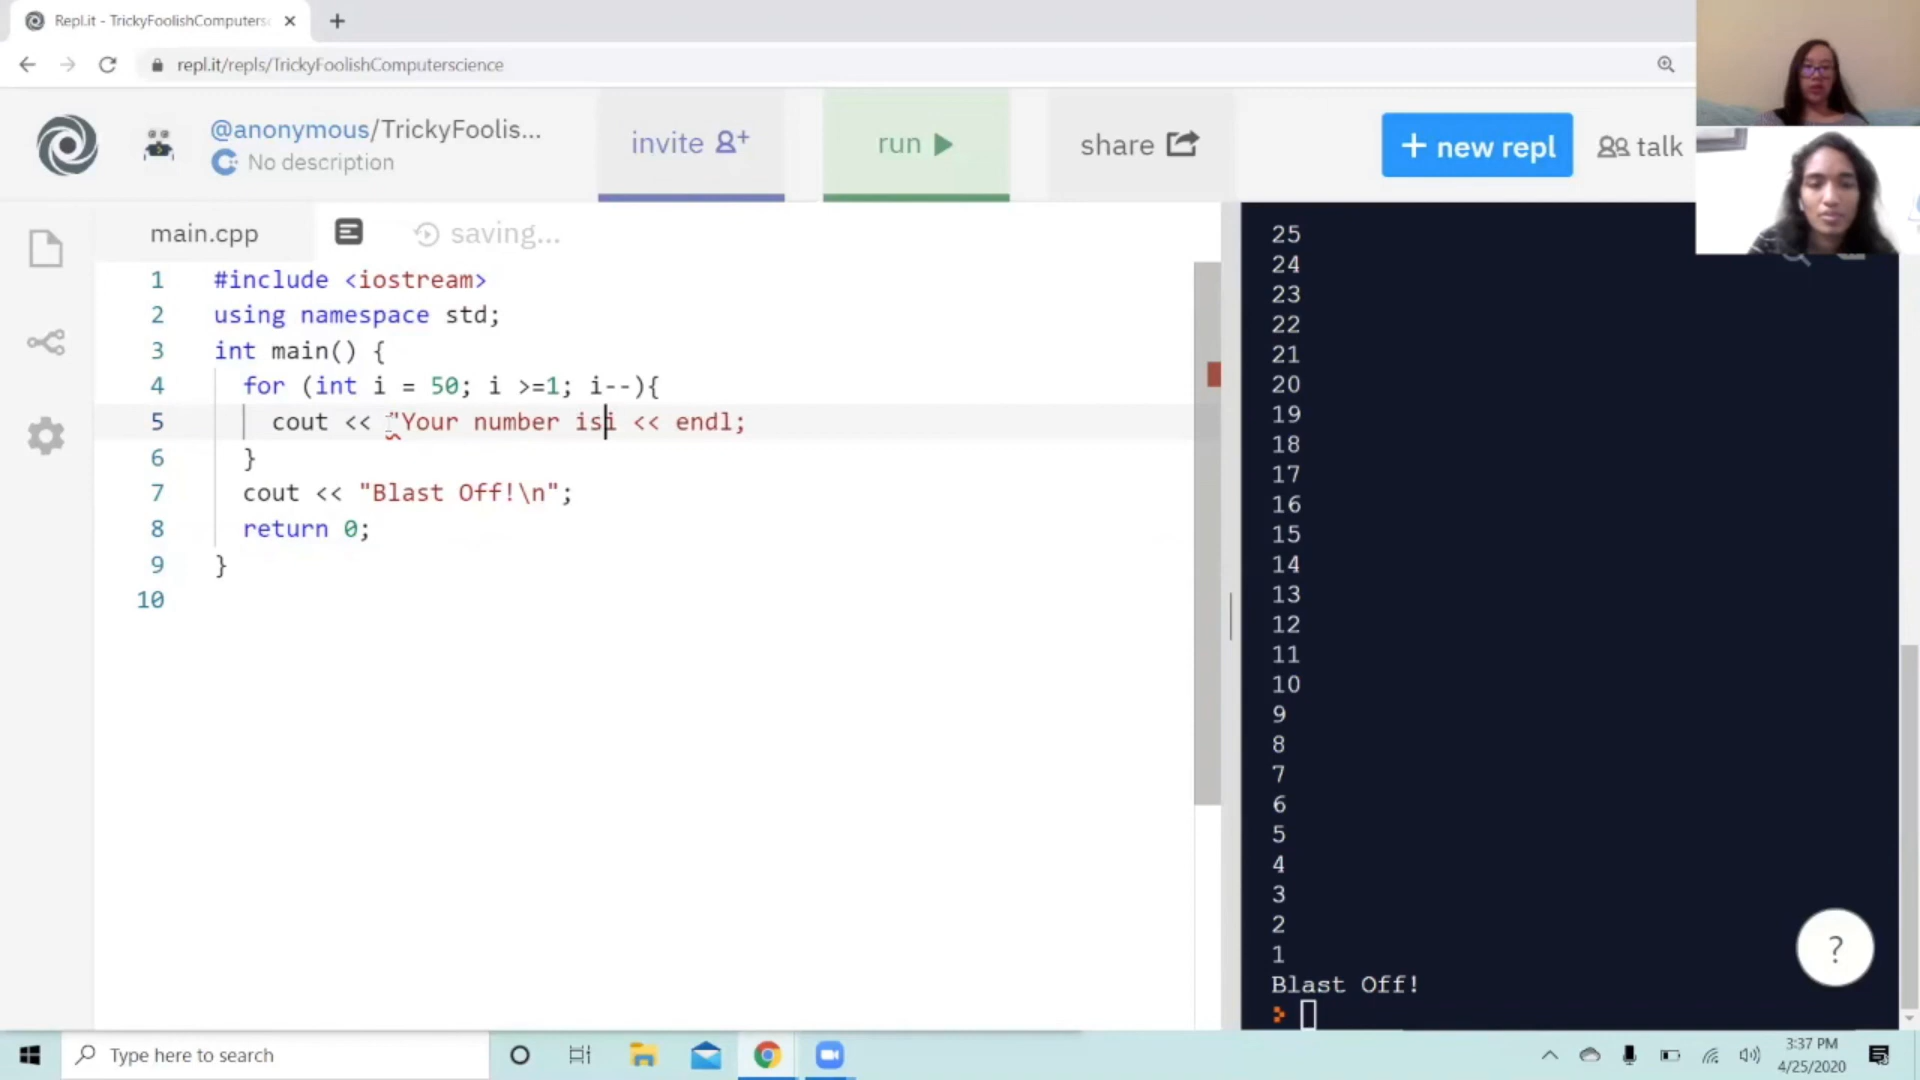 Repl.it - TrickyFoolishComputers
repl.it/repls/TrickyFoolishComputerscience
@anonymous/TrickyFoolis...
No description
invite
run
share
+ new repl
talk
main.cpp
saving...
1 #include <iostream>
2 using namespace std;
3 int main() {
4 for (int i = 50; i >=1; i--){
5 cout << "Your number isi << endl;
6 }
7 cout << "Blast Off!\n";
8 return 0;
9 }
10
25
24
23
22
21
20
19
18
17
16
15
14
13
12
11
10
9
8
7
6
5
4
3
2
1
Blast Off!
?
Type here to search
3:37 PM
4/25/2020